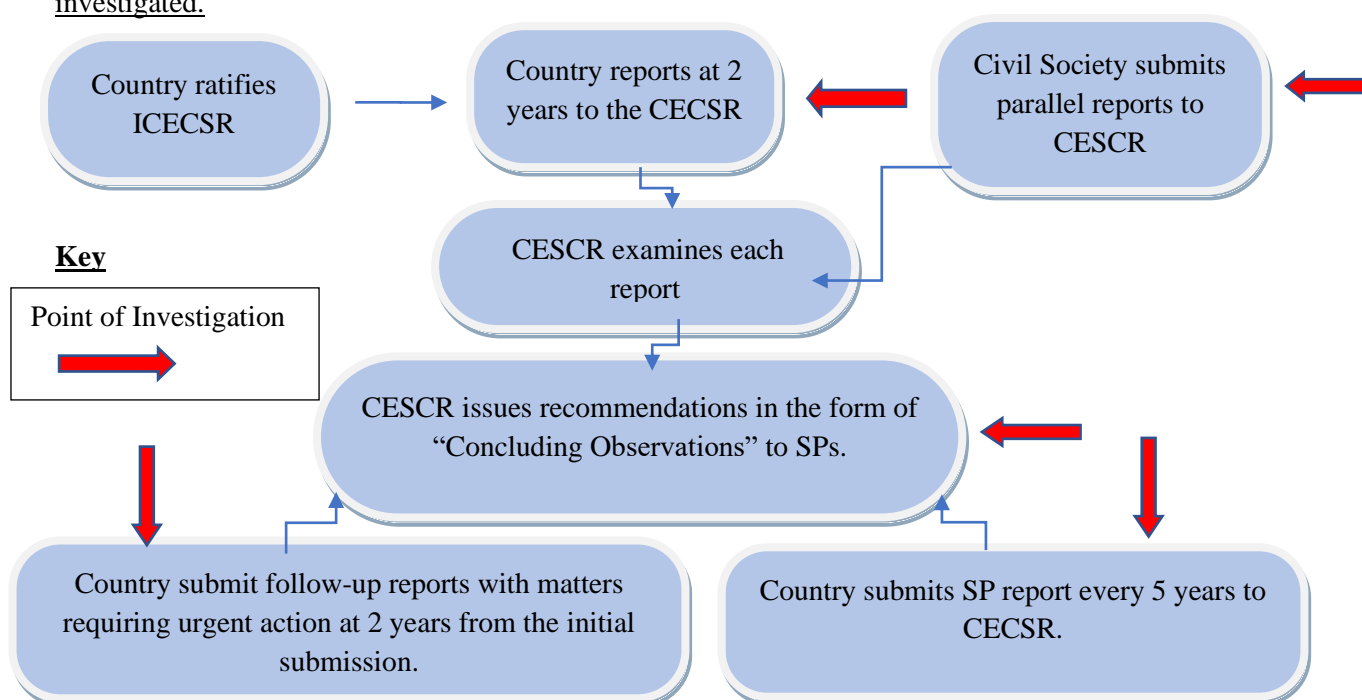 investigated.
Country ratifies
ICECSR
Country reports at 2
years to the CECSR
Civil Society submits
parallel reports to
CESCR
CESCR examines each
report
Key
Point of Investigation
CESCR issues recommendations in the form of
“Concluding Observations” to SPs.
Country submit follow-up reports with matters
requiring urgent action at 2 years from the initial
submission.
Country submits SP report every 5 years to
CECSR.